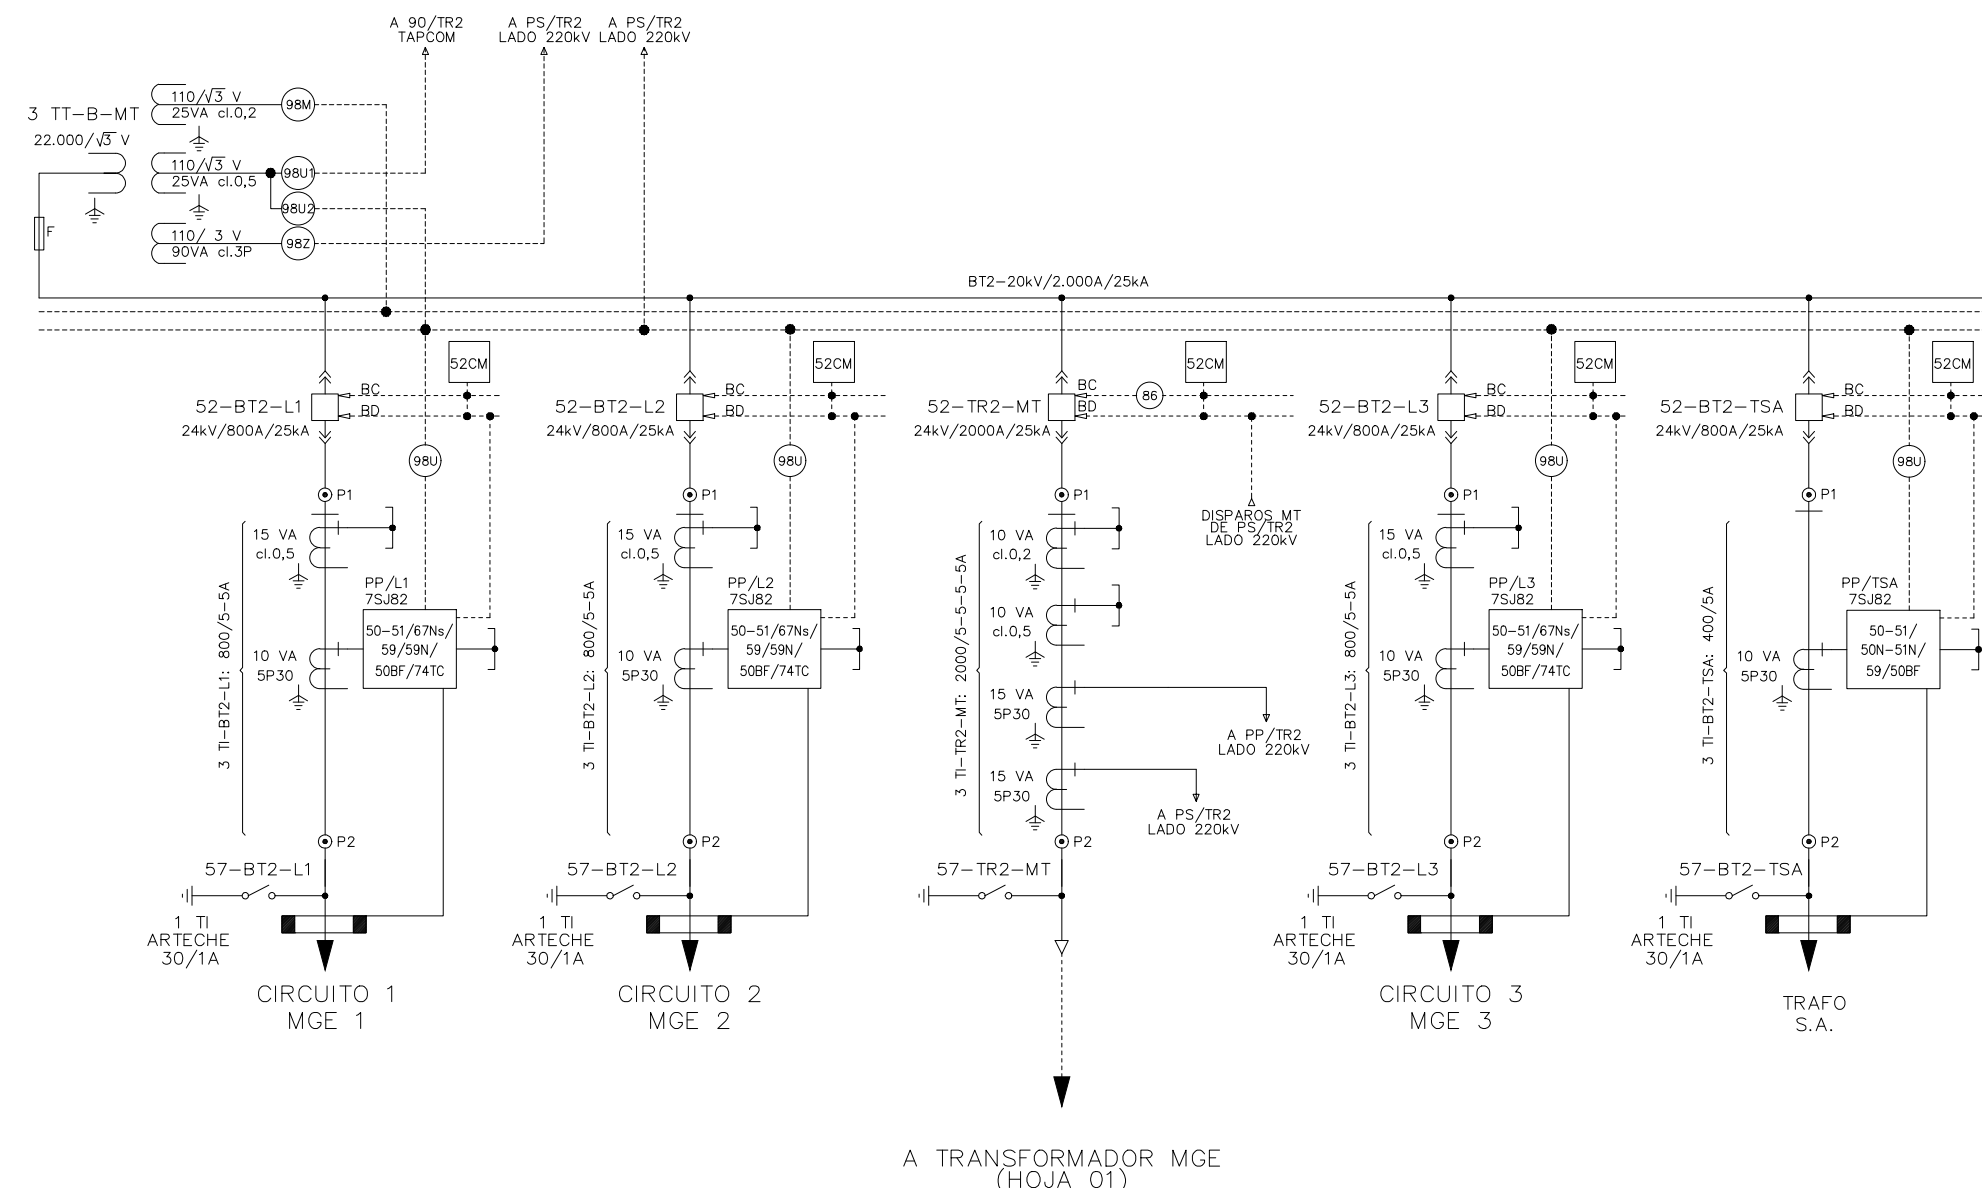 A 90/TR2
TAPCOM
A PS/TR2
LADO 220kV
A PS/TR2
LADO 220kV
3 TT-B-MT
22.000/√3 V
110/√3 V
25VA cl.0,2
98M
110/√3 V
25VA cl.0,5
98U1
98U2
110/ 3 V
90VA cl.3P
98Z
F
BT2-20kV/2.000A/25kA
52CM
BC
BD
52-BT2-L1
24kV/800A/25kA
98U
P1
15 VA
cl.0,5
3 TI-BT2-L1: 800/5-5A
PP/L1
7SJ82
50-51/67Ns/
59/59N/
50BF/74TC
10 VA
5P30
P2
57-BT2-L1
1 TI
ARTECHE
30/1A
CIRCUITO 1
MGE 1
52CM
BC
BD
52-BT2-L2
24kV/800A/25kA
98U
P1
15 VA
cl.0,5
3 TI-BT2-L2: 800/5-5A
PP/L2
7SJ82
50-51/67Ns/
59/59N/
50BF/74TC
10 VA
5P30
P2
57-BT2-L2
1 TI
ARTECHE
30/1A
CIRCUITO 2
MGE 2
52CM
BC
86
BD
52-TR2-MT
24kV/2000A/25kA
P1
DISPAROS MT
DE PS/TR2
LADO 220kV
10 VA
cl.0,2
10 VA
cl.0,5
3 TI-TR2-MT: 2000/5-5-5-5A
15 VA
5P30
A PP/TR2
LADO 220kV
15 VA
5P30
A PS/TR2
LADO 220kV
P2
57-TR2-MT
A TRANSFORMADOR MGE
(HOJA 01)
52CM
BC
BD
52-BT2-L3
24kV/800A/25kA
98U
P1
15 VA
cl.0,5
3 TI-BT2-L3: 800/5-5A
PP/L3
7SJ82
50-51/67Ns/
59/59N/
50BF/74TC
10 VA
5P30
P2
57-BT2-L3
1 TI
ARTECHE
30/1A
CIRCUITO 3
MGE 3
52CM
BC
BD
52-BT2-TSA
24kV/800A/25kA
98U
P1
3 TI-BT2-TSA: 400/5A
PP/TSA
7SJ82
50-51/
50N-51N/
59/50BF
10 VA
5P30
P2
57-BT2-TSA
1 TI
ARTECHE
30/1A
TRAFO
S.A.